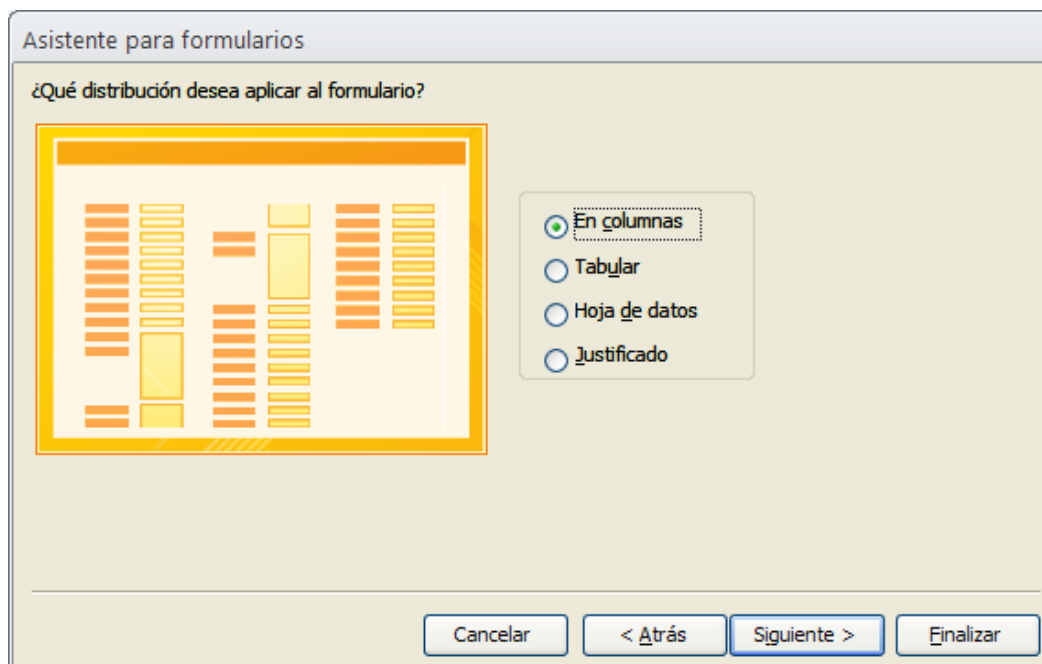 Asistente para formularios
¿Qué distribución desea aplicar al formulario?
En columnas
Tabular
Hoja de datos
Justificado
Cancelar
< Atrás
Siguiente >
Finalizar